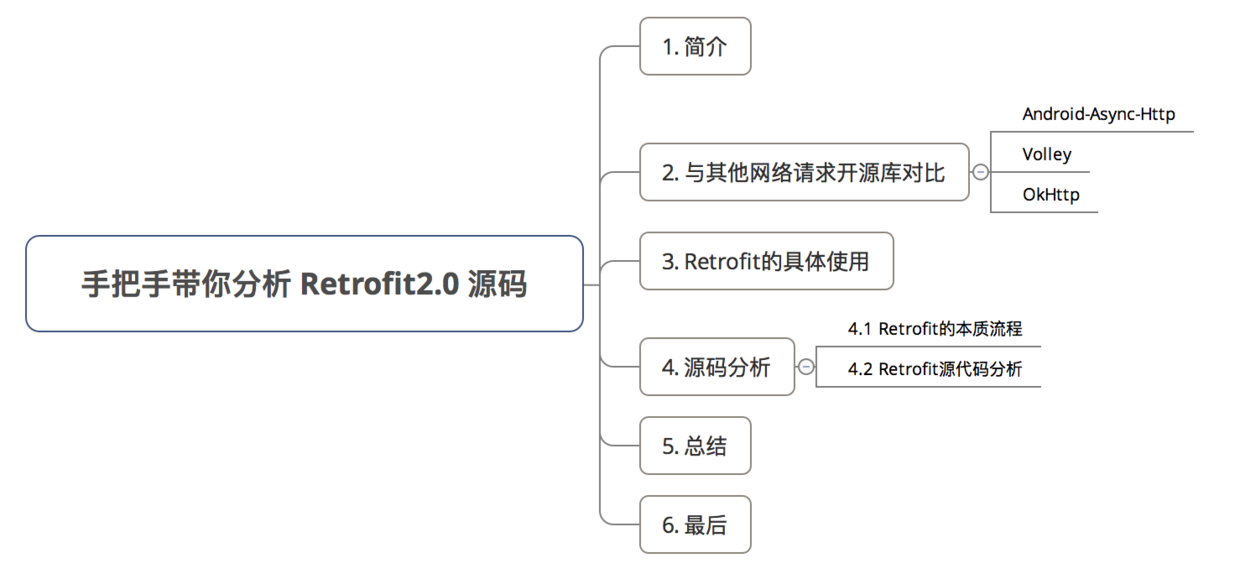 手把手带你分析 Retrofit2.0 源码
1. 简介
2. 与其他网络请求开源库对比
Android-Async-Http
Volley
OkHttp
3. Retrofit的具体使用
4. 源码分析
4.1 Retrofit的本质流程
4.2 Retrofit源代码分析
5. 总结
6. 最后